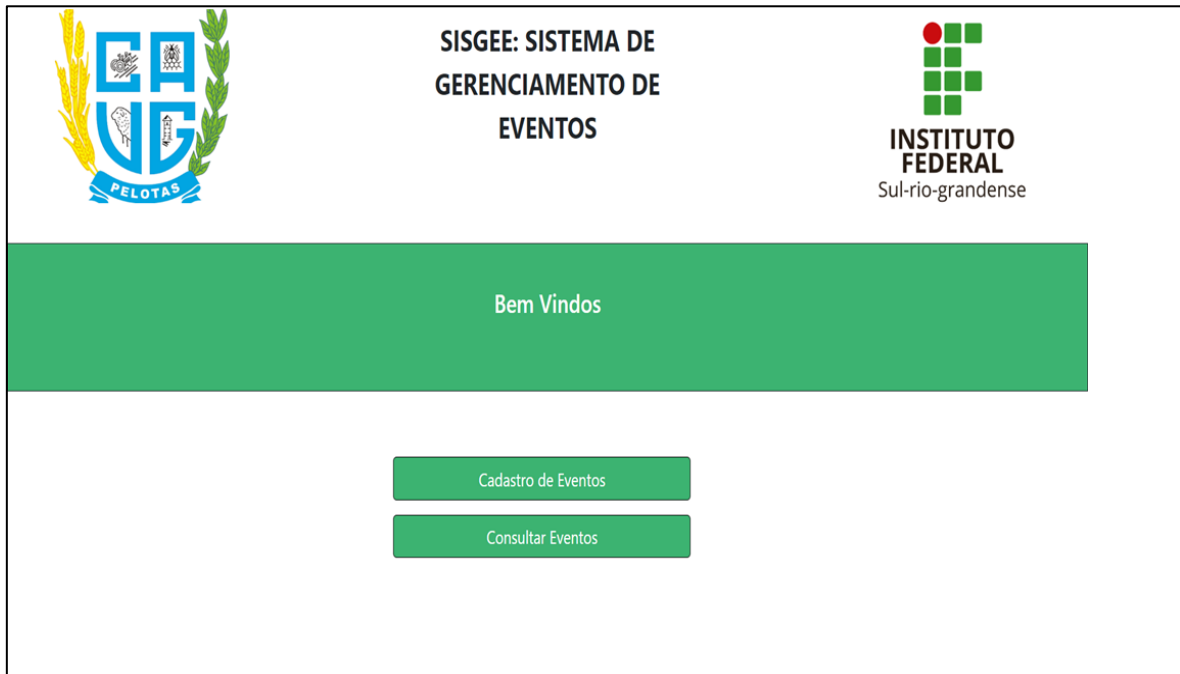 CA
VG
PELOTAS
SISGEE: SISTEMA DE
GERENCIAMENTO DE
EVENTOS
INSTITUTO
FEDERAL
Sul-rio-grandense
Bem Vindos
Cadastro de Eventos
Consultar Eventos